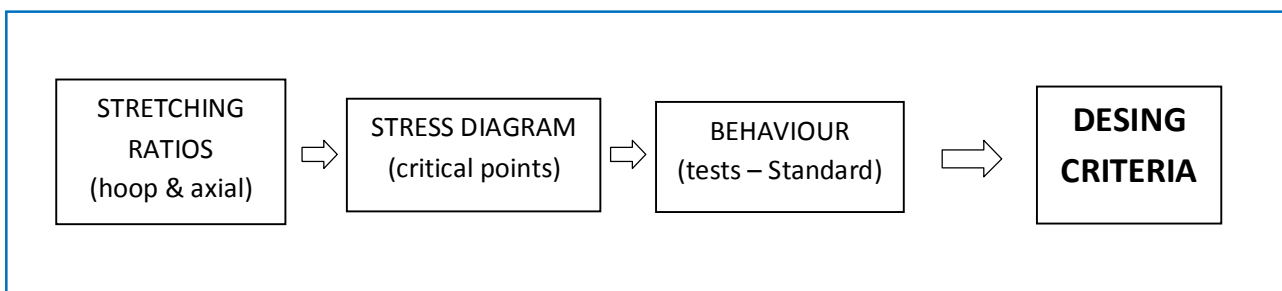 STRETCHING
RATIOS
(hoop & axial)
STRESS DIAGRAM
(critical points)
BEHAVIOUR
(tests – Standard)
DESING
CRITERIA